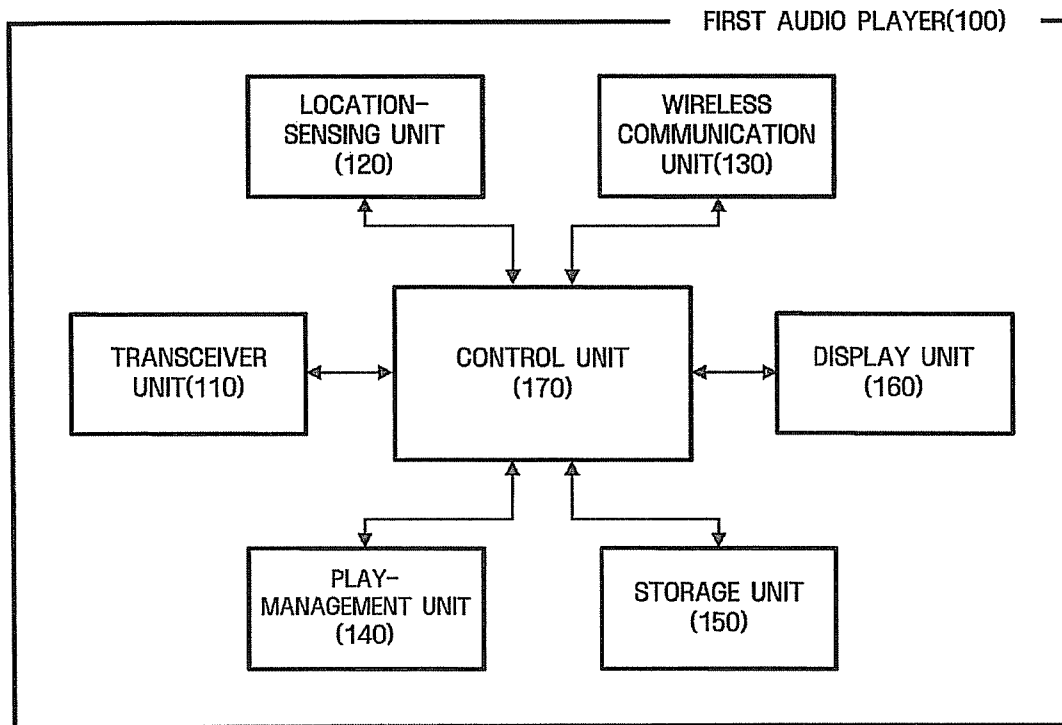 FIRST AUDIO PLAYER(100)
LOCATION-
SENSING UNIT
(120)
WIRELESS
COMMUNICATION
UNIT(130)
TRANSCEIVER
UNIT(110)
CONTROL UNIT
(170)
DISPLAY UNIT
(160)
PLAY-
MANAGEMENT UNIT
(140)
STORAGE UNIT
(150)